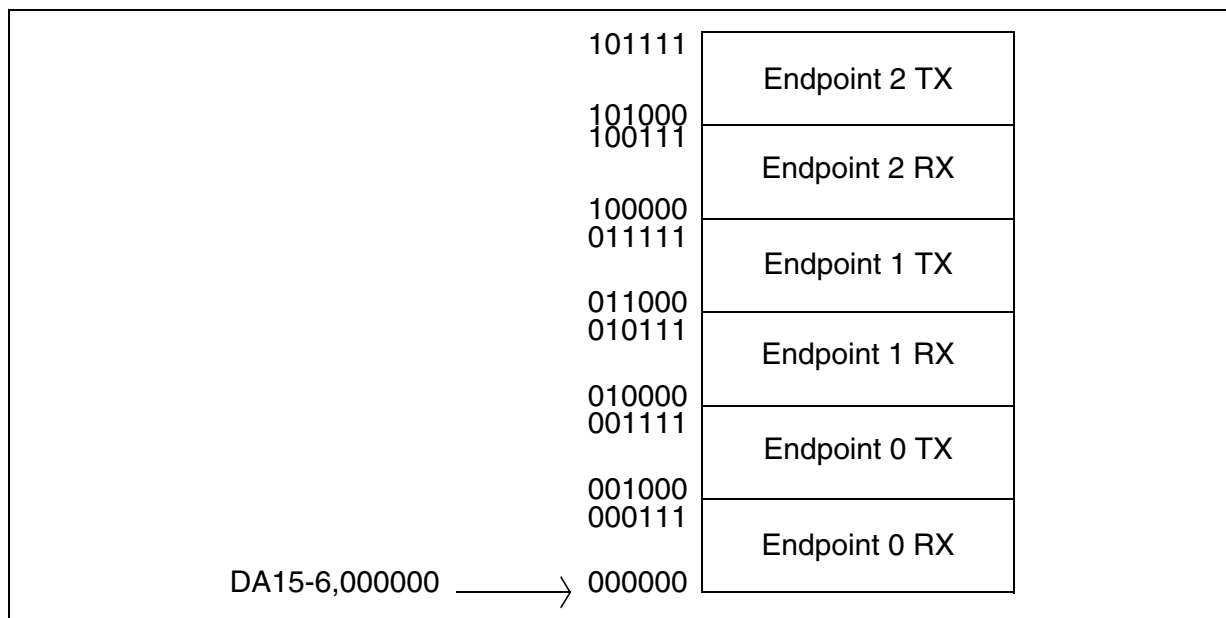 101111
Endpoint 2 TX
101000
100111
Endpoint 2 RX
100000
011111
Endpoint 1 TX
011000
010111
Endpoint 1 RX
010000
001111
Endpoint 0 TX
001000
000111
Endpoint 0 RX
DA15-6,000000 000000